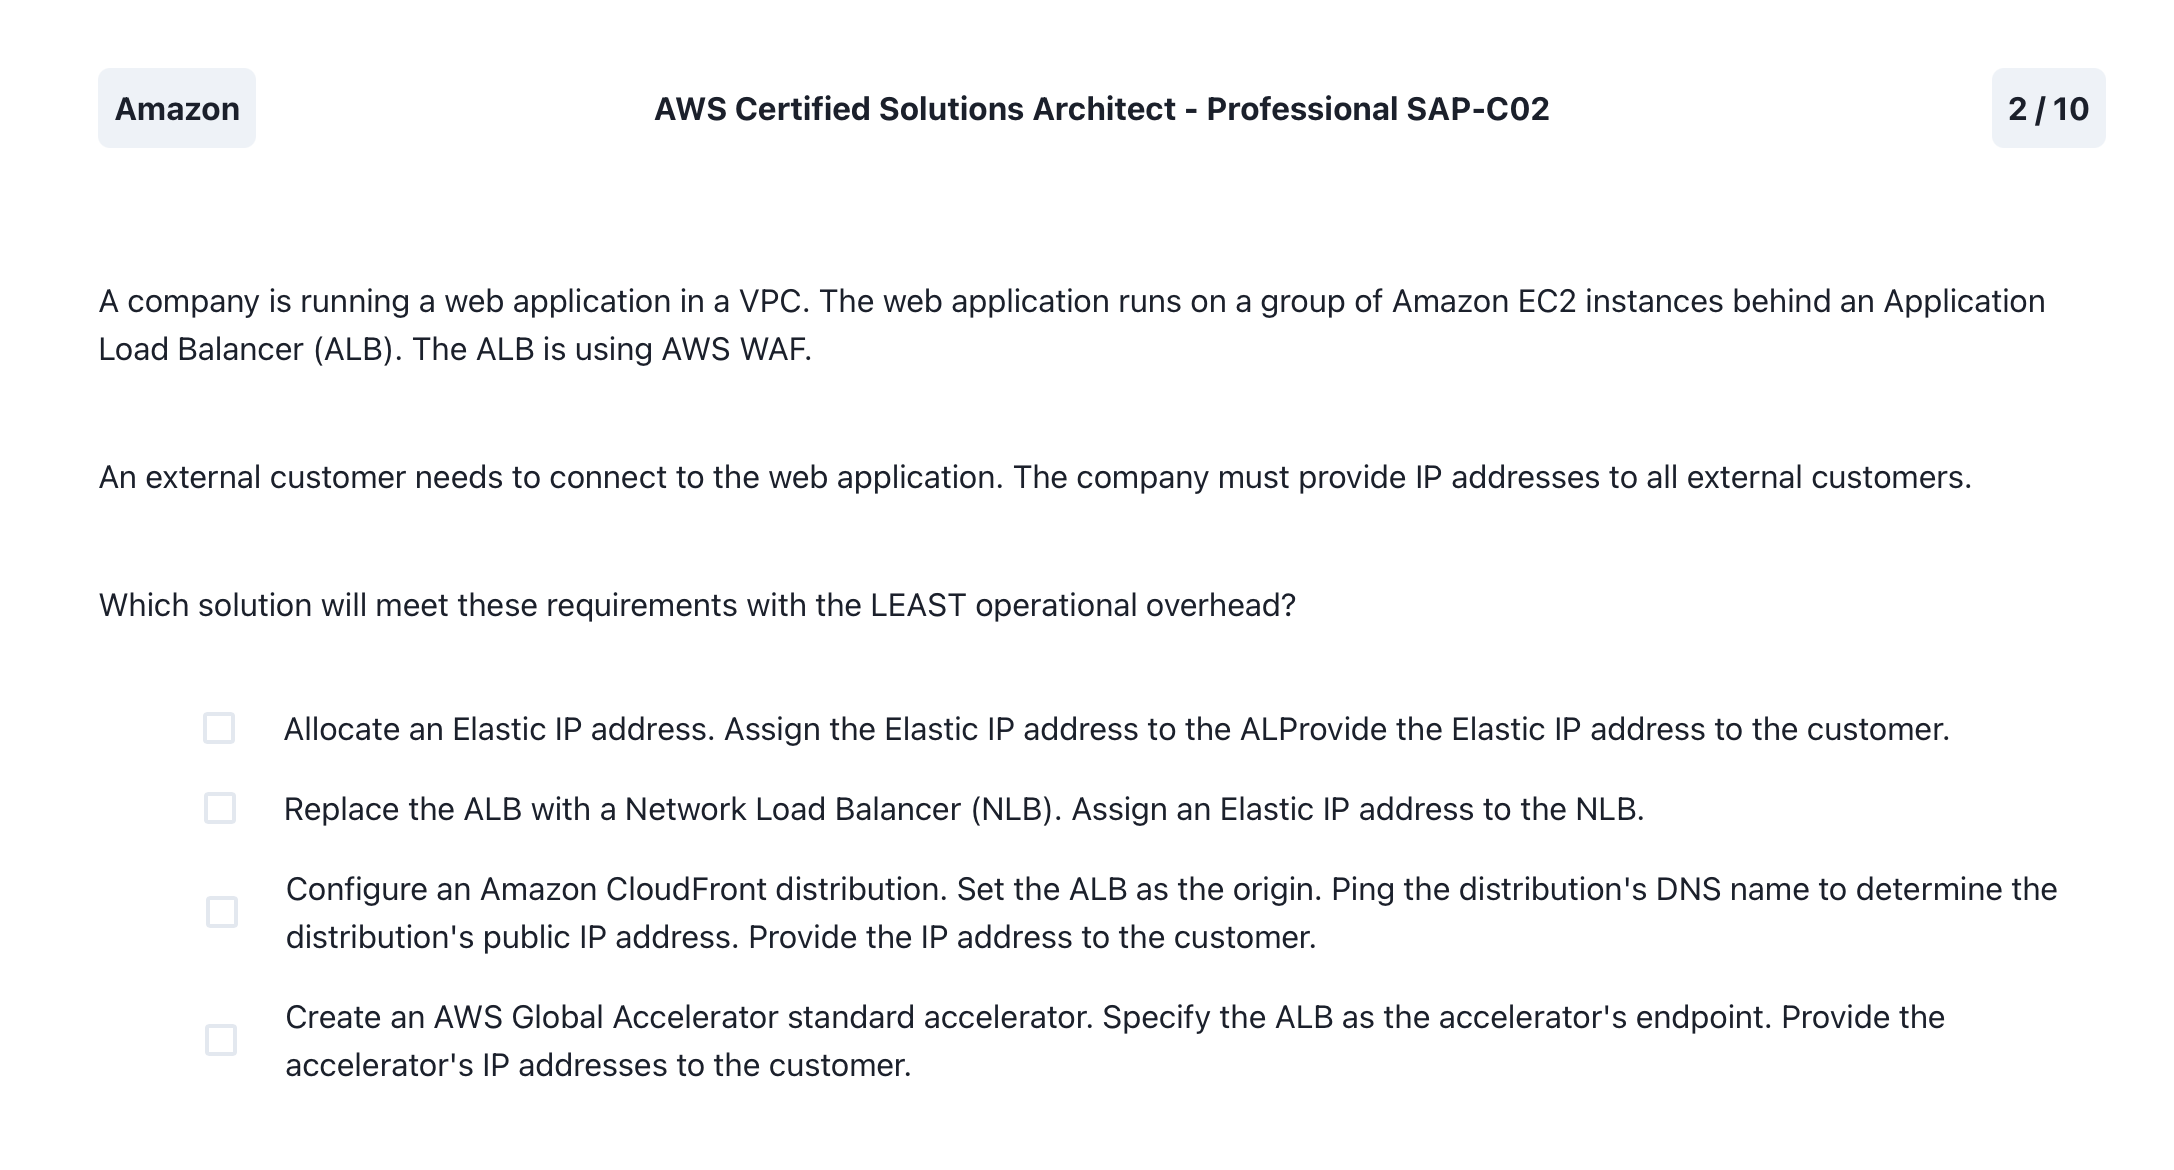 Amazon
AWS Certified Solutions Architect - Professional SAP-C02
2 / 10
A company is running a web application in a VPC. The web application runs on a group of Amazon EC2 instances behind an Application
Load Balancer (ALB). The ALB is using AWS WAF.
An external customer needs to connect to the web application. The company must provide IP addresses to all external customers.
Which solution will meet these requirements with the LEAST operational overhead?
Allocate an Elastic IP address. Assign the Elastic IP address to the ALProvide the Elastic IP address to the customer.
Replace the ALB with a Network Load Balancer (NLB). Assign an Elastic IP address to the NLB.
Configure an Amazon CloudFront distribution. Set the ALB as the origin. Ping the distribution's DNS name to determine the
distribution's public IP address. Provide the IP address to the customer.
Create an AWS Global Accelerator standard accelerator. Specify the ALB as the accelerator's endpoint. Provide the
accelerator's IP addresses to the customer.